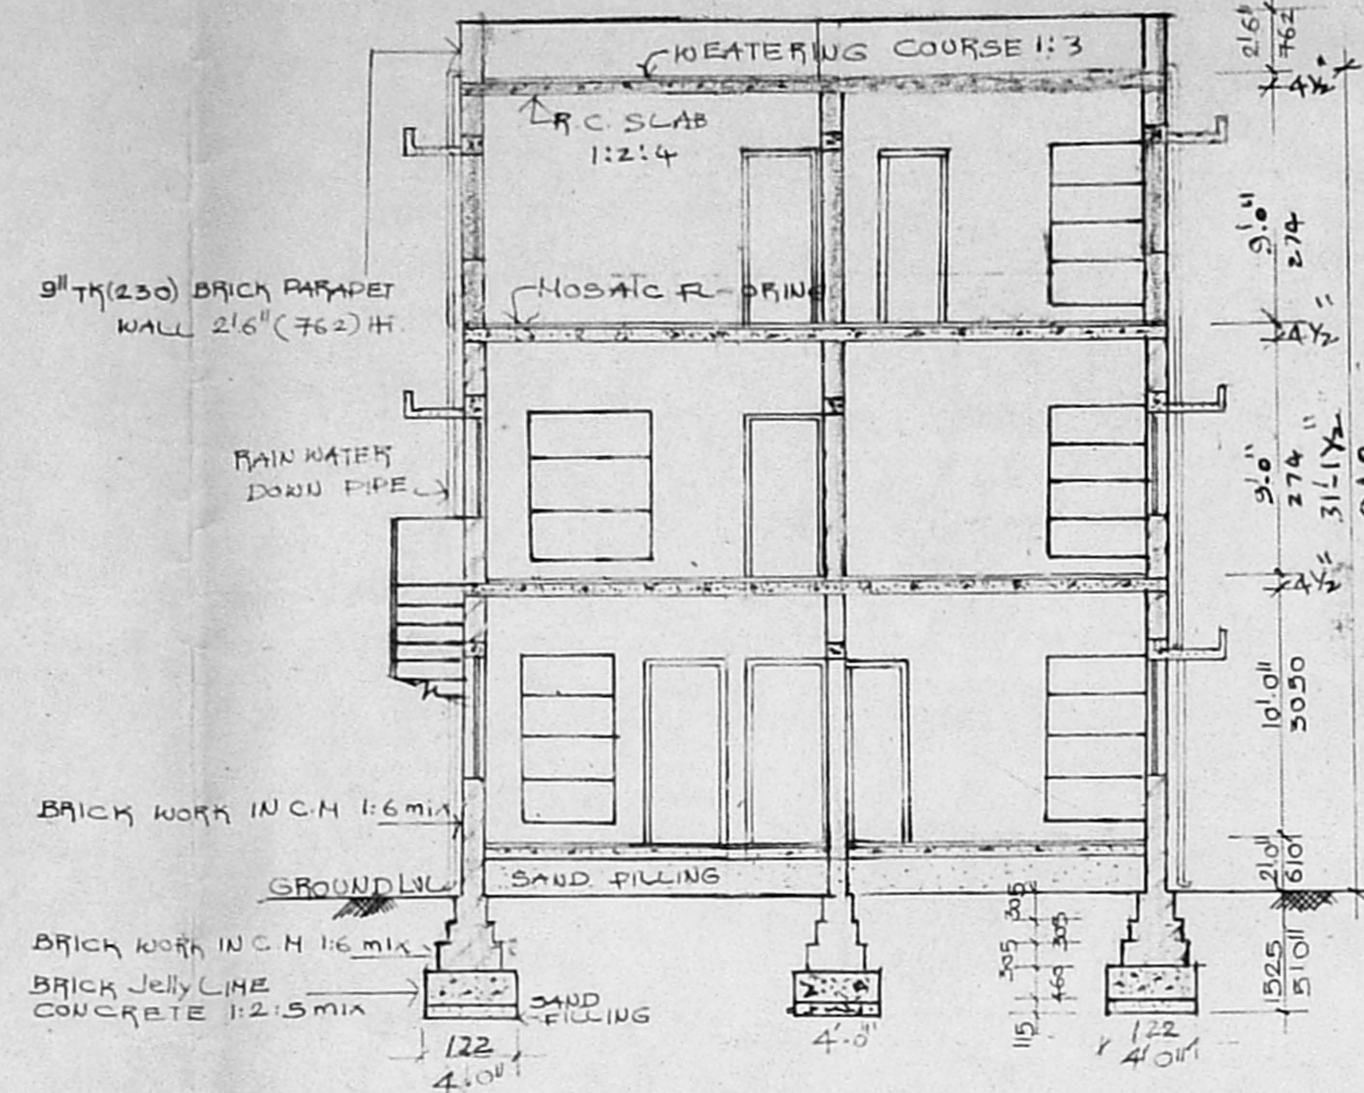 WEATERING COURSE 1:3
R.C. SLAB
1:2:4
9" TK(230) BRICK PARAPET
WALL 2'6" (762) HT.
MOSAIC FL-ORING
RAIN WATER
DOWN PIPE
BRICK WORK IN C.M 1:6 mix
GROUND LVL
SAND FILLING
BRICK WORK IN C.M 1:6 mix
BRICK Jelly LIME
CONCRETE 1:2:5 mix
SAND
FILLING
122
4'.0"
4'-0"
122
4'.0"
305
305
305
460
115
2'6"
762
4½"
9'.0"
274
4½"
9'.0"
274
31'-1½"
4½"
10'.0"
3050
2'.0"
610
1525
5'0"